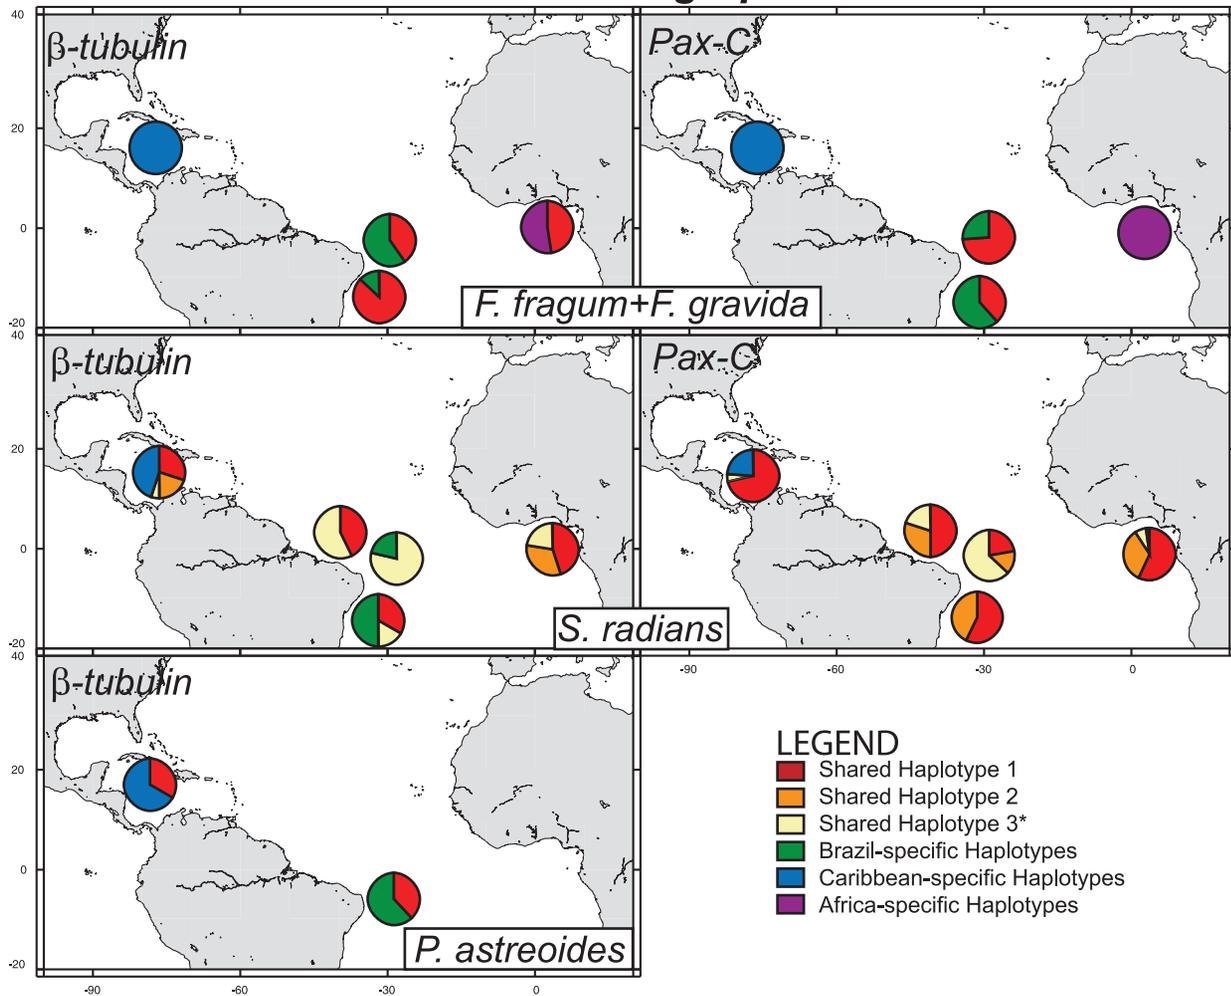 β-tubulin
Pax-C
40
20
0
-20
F. fragum+F. gravida
β-tubulin
Pax-C
40
20
0
-20
S. radians
-90 -60 -30 0
β-tubulin
40
20
0
-20
P. astreoides
-90 -60 -30 0
LEGEND
Shared Haplotype 1
Shared Haplotype 2
Shared Haplotype 3*
Brazil-specific Haplotypes
Caribbean-specific Haplotypes
Africa-specific Haplotypes